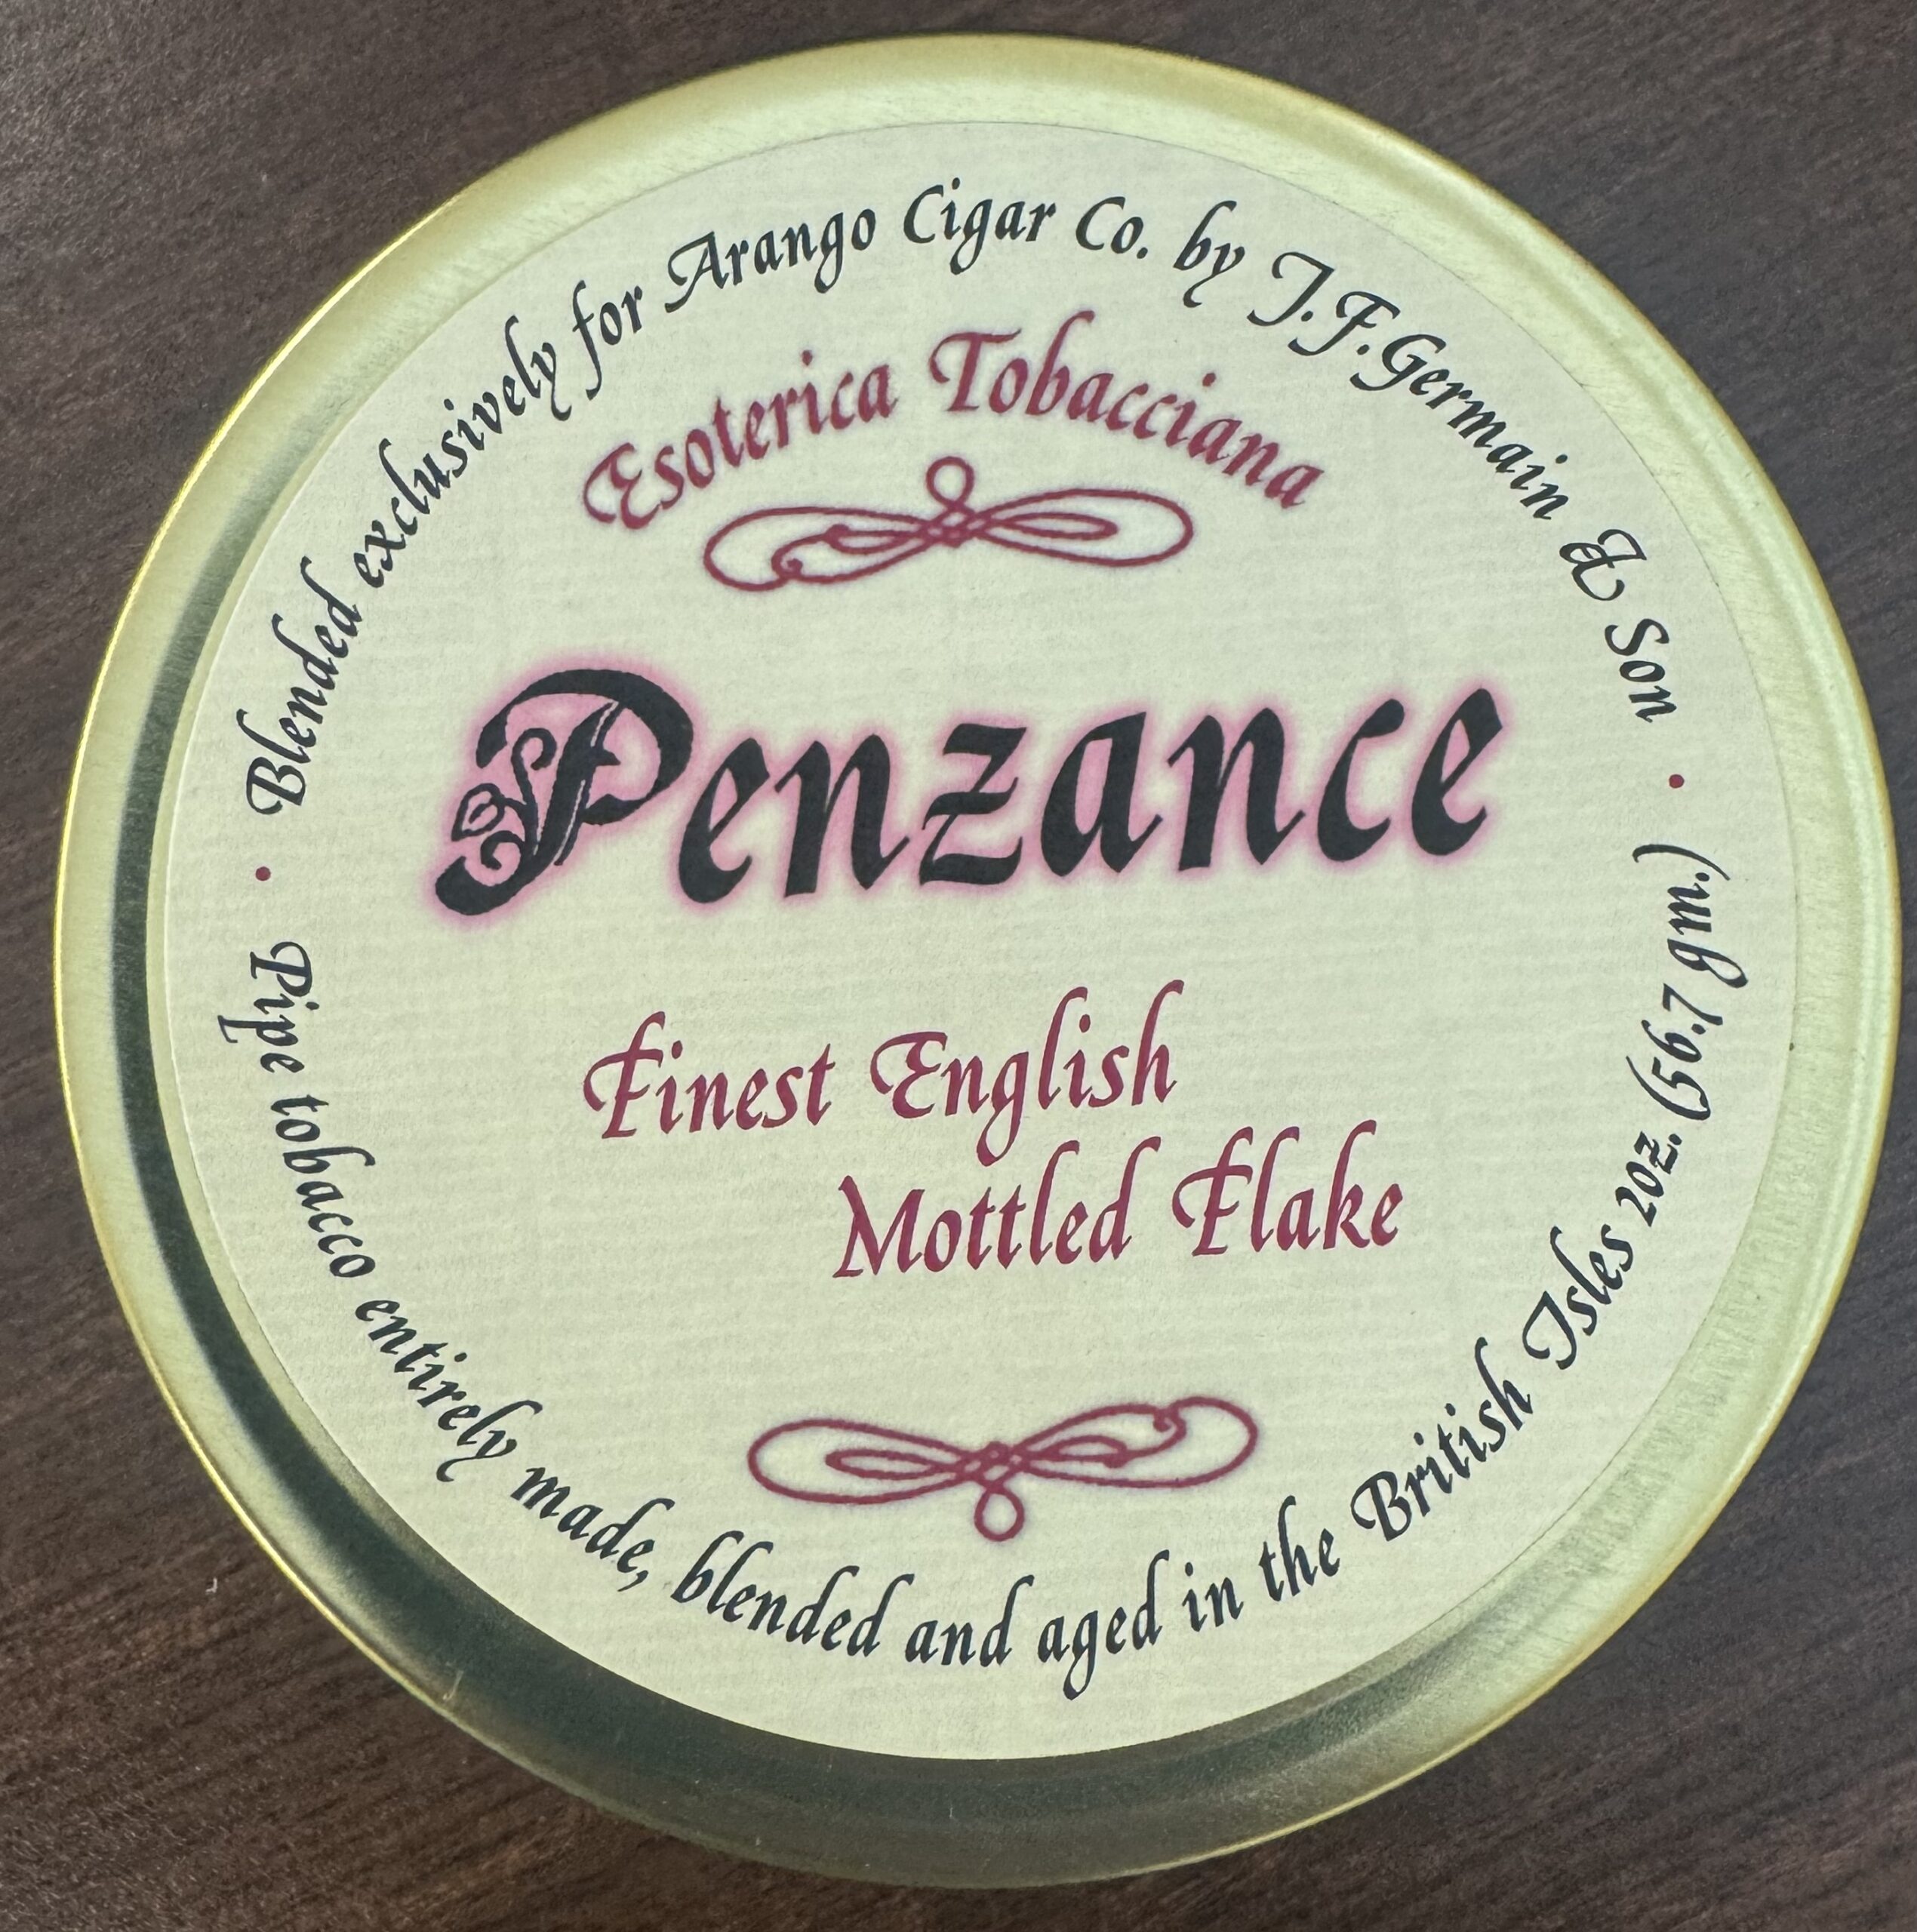 • Blended exclusively for Arango Cigar Co. by J.F.Germain & Son •
Esoterica Tobacciana
Penzance
Finest English
Mottled Flake
Pipe tobacco entirely made, blended and aged in the British Isles 2oz. (56.7 gm.)